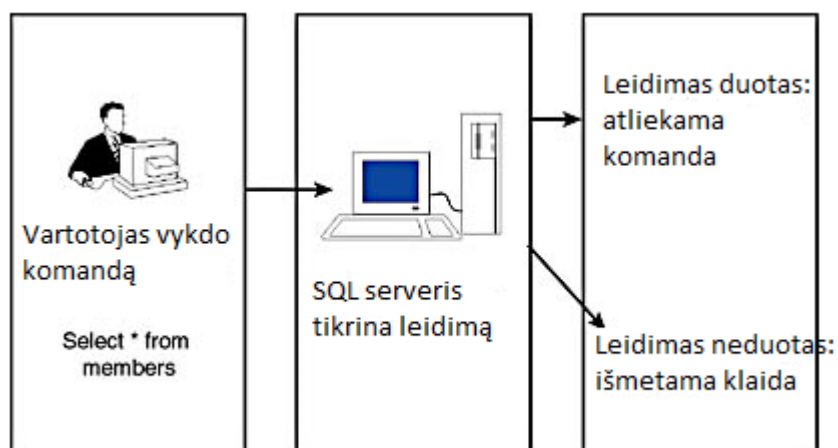 Vartotojas vykdo
komandą
Select * from
members
SQL serveris
tikrina leidimą
Leidimas duotas:
atliekama
komanda
Leidimas neduotas:
išmetama klaida